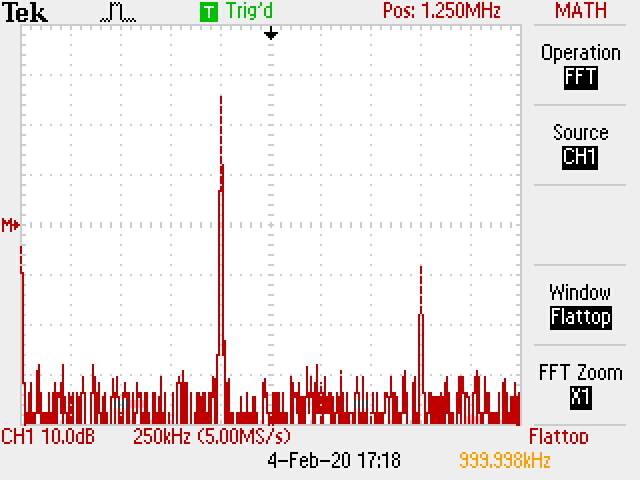 Tek T Trig'd Pos: 1.250MHz MATH
Operation
FFT
Source
CH1
M
Window
Flattop
FFT Zoom
X1
CH1 10.0dB 250kHz (5.00MS/s) Flattop
4-Feb-20 17:18 999.998kHz